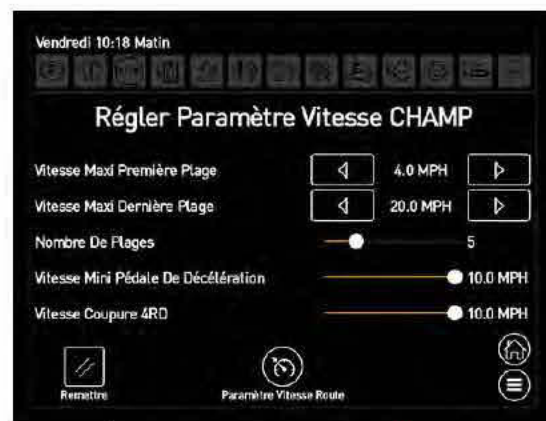 Vendredi 10:18 Matin
Régler Paramètre Vitesse CHAMP
Vitesse Maxi Première Plage 4.0 MPH
Vitesse Maxi Dernière Plage 20.0 MPH
Nombre De Plages 5
Vitesse Mini Pédale De Décélération 10.0 MPH
Vitesse Coupure 4RD 10.0 MPH
Remettre Paramètre Vitesse Route